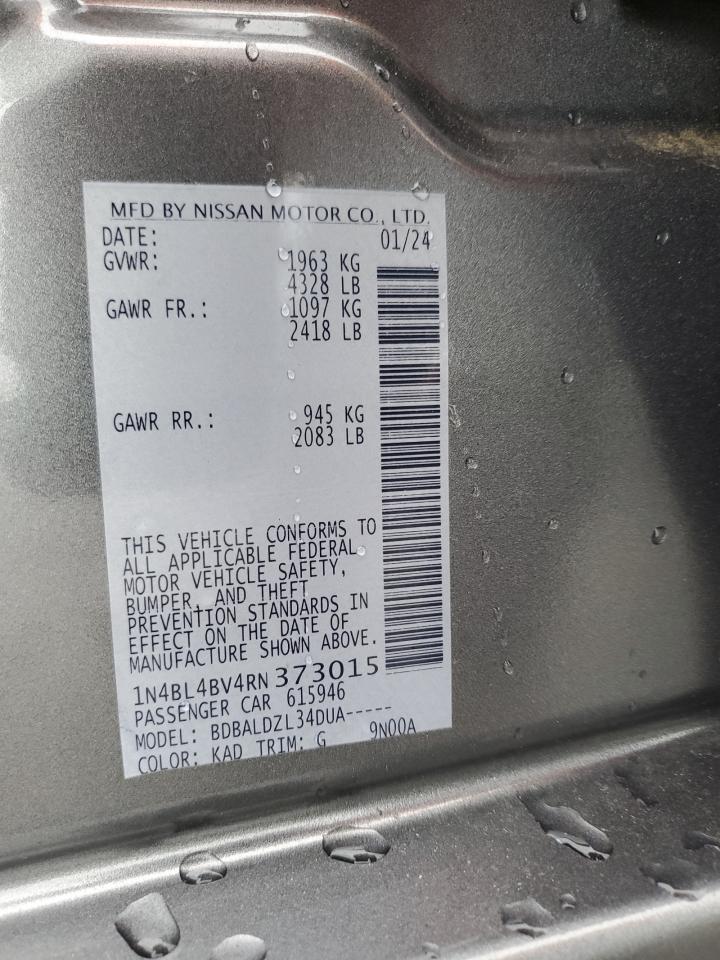 MFD BY NISSAN MOTOR CO., LTD.
DATE: 01/24
GVWR: 1963 KG
4328 LB
GAWR FR.: 1097 KG
2418 LB
GAWR RR.: 945 KG
2083 LB
THIS VEHICLE CONFORMS TO
ALL APPLICABLE FEDERAL
MOTOR VEHICLE SAFETY,
BUMPER, AND THEFT
PREVENTION STANDARDS IN
EFFECT ON THE DATE OF
MANUFACTURE SHOWN ABOVE.
1N4BL4BV4RN373015
PASSENGER CAR 615946
MODEL: BDBALDZL34DUA-----
COLOR: KAD TRIM: G 9N00A